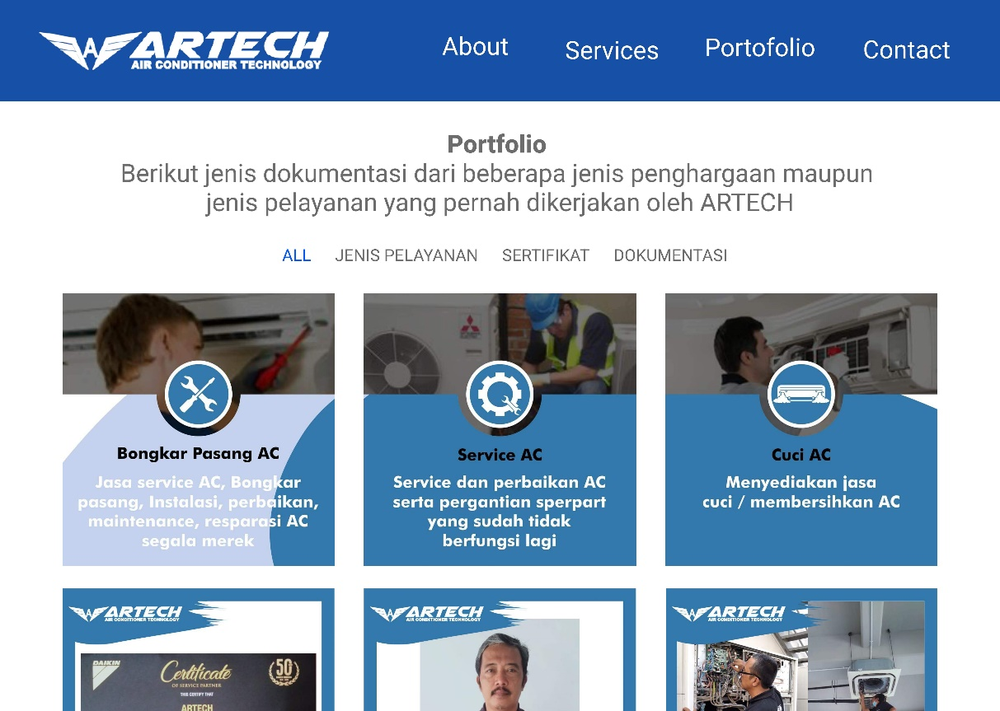 ARTECH
AIR CONDITIONER TECHNOLOGY
About Services Portofolio Contact
Portfolio
Berikut jenis dokumentasi dari beberapa jenis penghargaan maupun
jenis pelayanan yang pernah dikerjakan oleh ARTECH
ALL JENIS PELAYANAN SERTIFIKAT DOKUMENTASI
Bongkar Pasang AC
Jasa service AC, Bongkar
pasang, Instalasi, perbaikan,
maintenance, resparasi AC
segala merek
Service AC
Service dan perbaikan AC
serta pergantian sperpart
yang sudah tidak
berfungsi lagi
Cuci AC
Menyediakan jasa
cuci / membersihkan AC
ARTECH
AIR CONDITIONER TECHNOLOGY
DAIKIN
Certificate
OF SERVICE PARTNER
50
THIS CERTIFY THAT
ARTECH
ARTECH
AIR CONDITIONER TECHNOLOGY
ARTECH
AIR CONDITIONER TECHNOLOGY